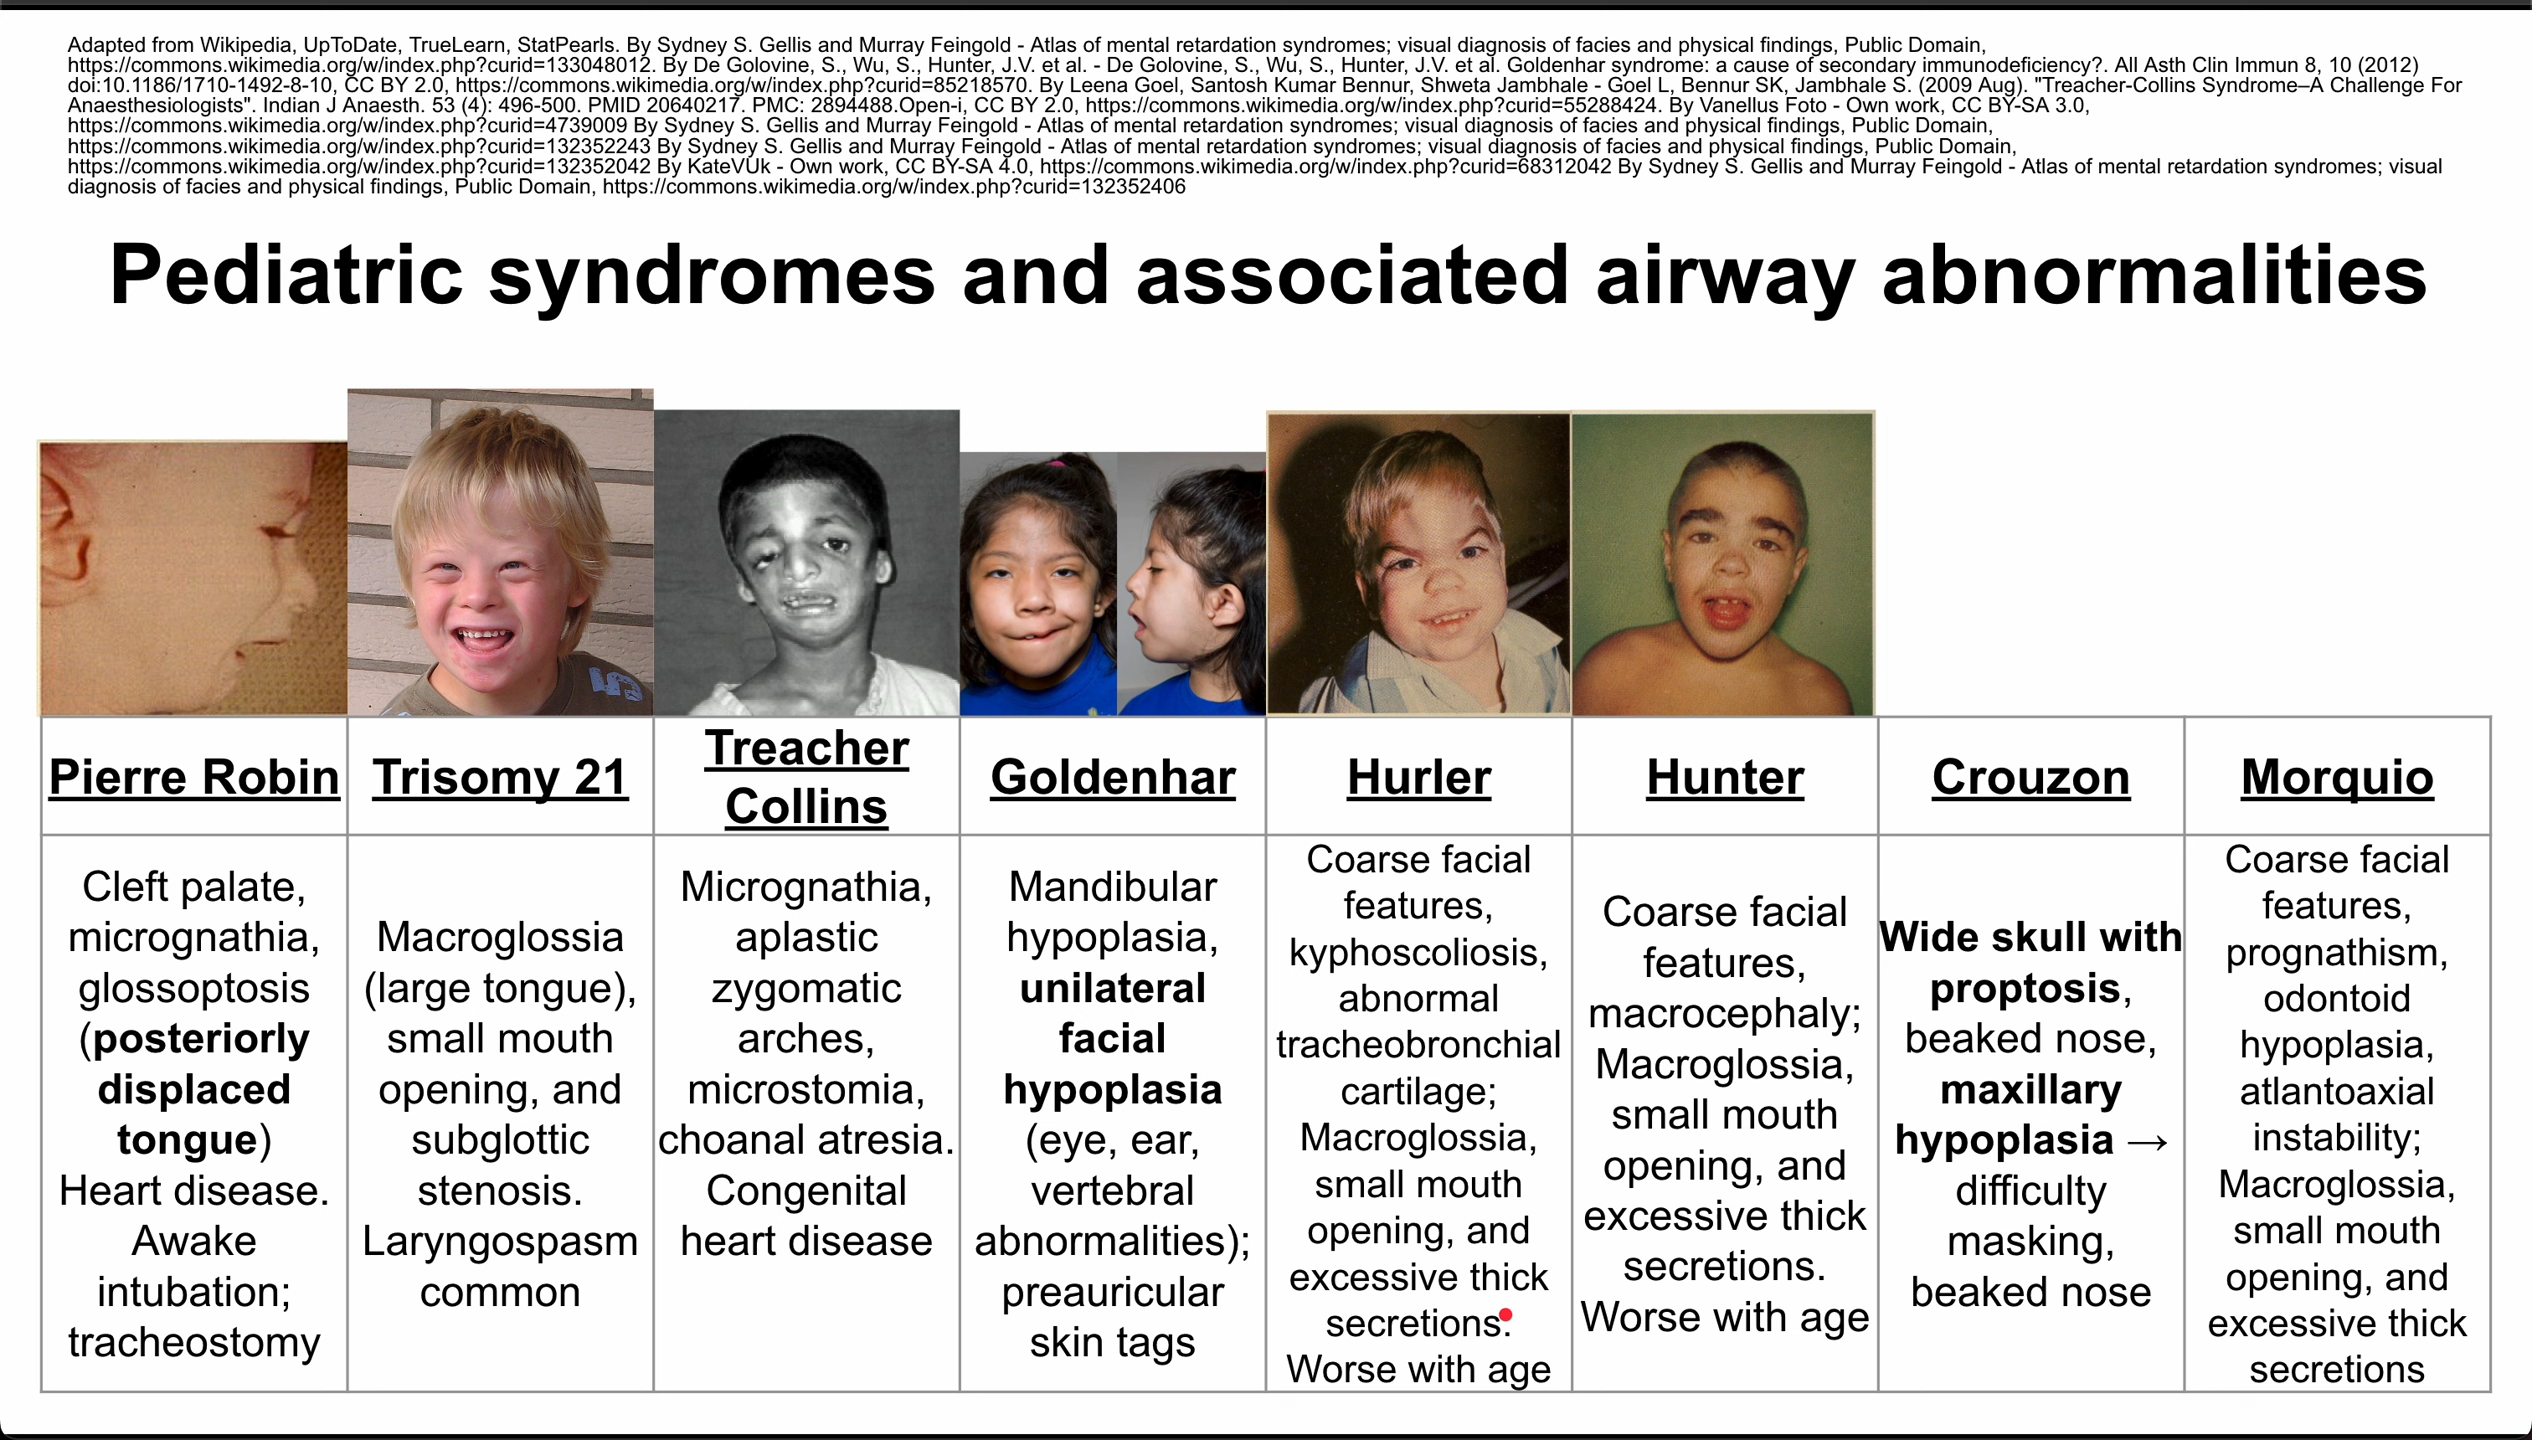 Adapted from Wikipedia, UpToDate, TrueLearn, StatPearls. By Sydney S. Gellis and Murray Feingold - Atlas of mental retardation syndromes; visual diagnosis of facies and physical findings, Public Domain,
https://commons.wikimedia.org/w/index.php?curid=133048012. By De Golovine, S., Wu, S., Hunter, J.V. et al. - De Golovine, S., Wu, S., Hunter, J.V. et al. Goldenhar syndrome: a cause of secondary immunodeficiency?. All Asth Clin Immun 8, 10 (2012)
doi:10.1186/1710-1492-8-10, CC BY 2.0, https://commons.wikimedia.org/w/index.php?curid=85218570. By Leena Goel, Santosh Kumar Bennur, Shweta Jambhale - Goel L, Bennur SK, Jambhale S. (2009 Aug). "Treacher-Collins Syndrome–A Challenge For
Anaesthesiologists". Indian J Anaesth. 53 (4): 496-500. PMID 20640217. PMC: 2894488.Open-i, CC BY 2.0, https://commons.wikimedia.org/w/index.php?curid=55288424. By Vanellus Foto - Own work, CC BY-SA 3.0,
https://commons.wikimedia.org/w/index.php?curid=4739009 By Sydney S. Gellis and Murray Feingold - Atlas of mental retardation syndromes; visual diagnosis of facies and physical findings, Public Domain,
https://commons.wikimedia.org/w/index.php?curid=132352243 By Sydney S. Gellis and Murray Feingold - Atlas of mental retardation syndromes; visual diagnosis of facies and physical findings, Public Domain,
https://commons.wikimedia.org/w/index.php?curid=132352042 By KateVUk - Own work, CC BY-SA 4.0, https://commons.wikimedia.org/w/index.php?curid=68312042 By Sydney S. Gellis and Murray Feingold - Atlas of mental retardation syndromes; visual
diagnosis of facies and physical findings, Public Domain, https://commons.wikimedia.org/w/index.php?curid=132352406
Pediatric syndromes and associated airway abnormalities
Pierre Robin
Cleft palate,
micrognathia,
glossoptosis
(posteriorly
displaced
tongue)
Heart disease.
Awake
intubation;
tracheostomy
Trisomy 21
Macroglossia
(large tongue),
small mouth
opening, and
subglottic
stenosis.
Laryngospasm
common
Treacher
Collins
Micrognathia,
aplastic
zygomatic
arches,
microstomia,
choanal atresia.
Congenital
heart disease
Goldenhar
Mandibular
hypoplasia,
unilateral
facial
hypoplasia
(eye, ear,
vertebral
abnormalities);
preauricular
skin tags
Hurler
Coarse facial
features,
kyphoscoliosis,
abnormal
tracheobronchial
cartilage;
Macroglossia,
small mouth
opening, and
excessive thick
secretions.
Worse with age
Hunter
Coarse facial
features,
macrocephaly;
Macroglossia,
small mouth
opening, and
excessive thick
secretions.
Worse with age
Crouzon
Wide skull with
proptosis,
beaked nose,
maxillary
hypoplasia →
difficulty
masking,
beaked nose
Morquio
Coarse facial
features,
prognathism,
odontoid
hypoplasia,
atlantoaxial
instability;
Macroglossia,
small mouth
opening, and
excessive thick
secretions